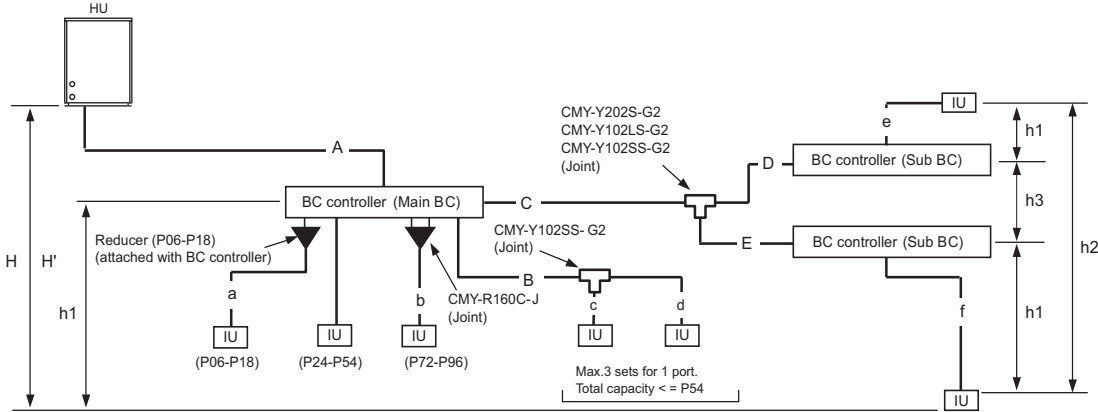 HU
CMY-Y202S-G2
CMY-Y102LS-G2
CMY-Y102SS-G2
(Joint)
IU
e
h1
A
D
BC controller (Sub BC)
BC controller (Main BC)
C
h3
CMY-Y102SS- G2
(Joint)
E
BC controller (Sub BC)
Reducer (P06-P18)
(attached with BC controller)
H
H'
h2
B
a
b
CMY-R160C-J
(Joint)
c
d
f
h1
h1
IU
IU
IU
IU
IU
(P06-P18)
(P24-P54)
(P72-P96)
Max.3 sets for 1 port.
Total capacity < = P54
IU